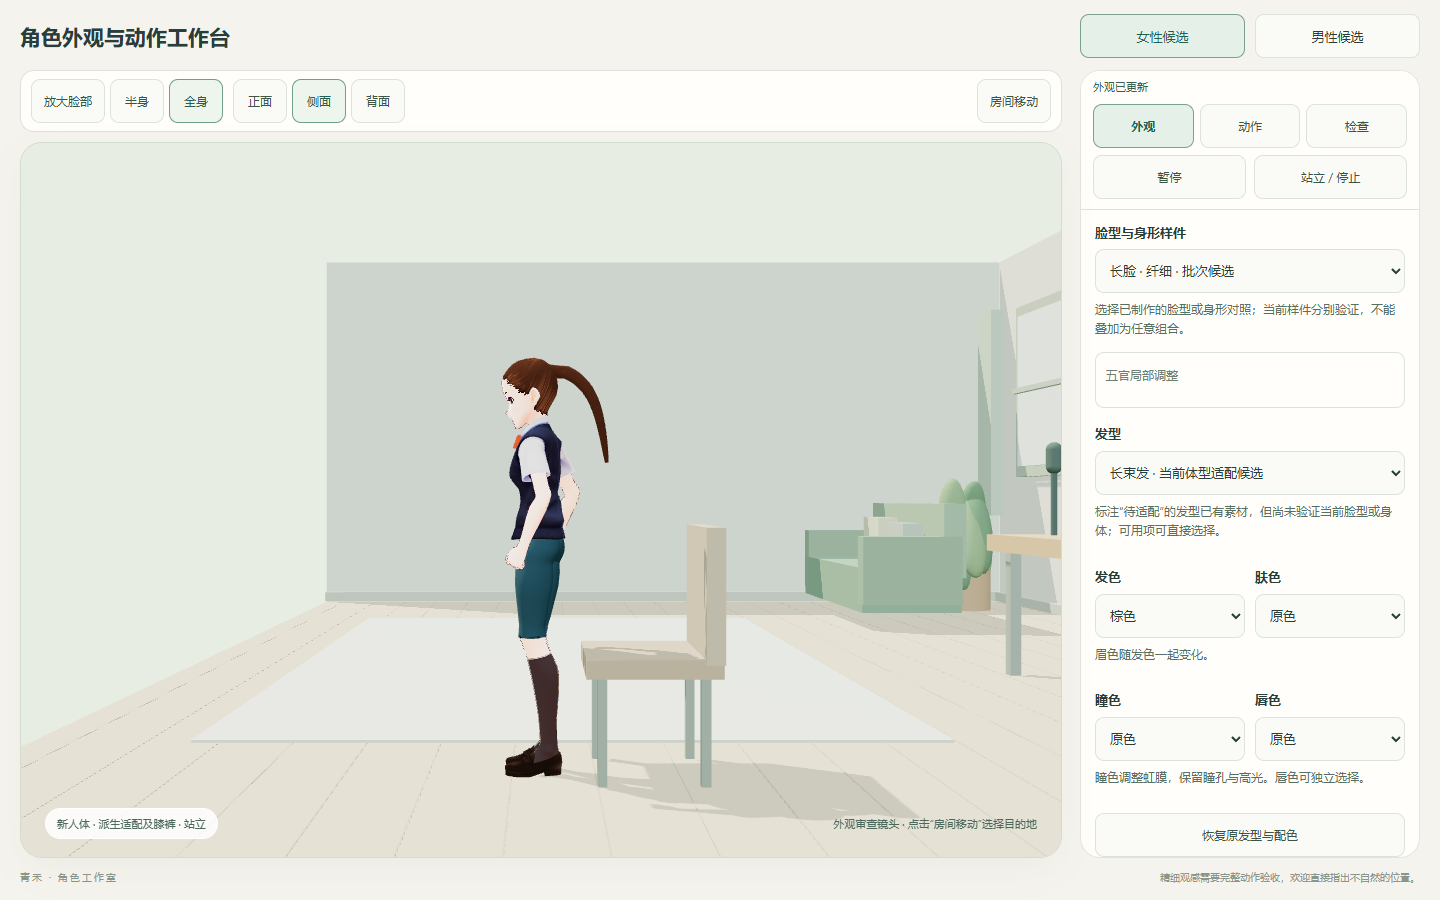 角色外观与动作工作台
女性候选
男性候选
放大脸部
半身
全身
正面
侧面
背面
房间移动
外观已更新
外观
动作
检查
暂停
站立 / 停止
脸型与身形样件
长脸 · 纤细 · 批次候选
选择已制作的脸型或身形对照；当前样件分别验证，不能
叠加为任意组合。
五官局部调整
发型
长束发 · 当前体型适配候选
标注“待适配”的发型已有素材，但尚未验证当前脸型或身
体；可用项可直接选择。
发色
肤色
棕色
原色
眉色随发色一起变化。
瞳色
唇色
原色
原色
瞳色调整虹膜，保留瞳孔与高光。唇色可独立选择。
恢复原发型与配色
新人体 · 派生适配及膝裤 · 站立
外观审查镜头 · 点击“房间移动”选择目的地
青禾 · 角色工作室
精细观感需要完整动作验收，欢迎直接指出不自然的位置。